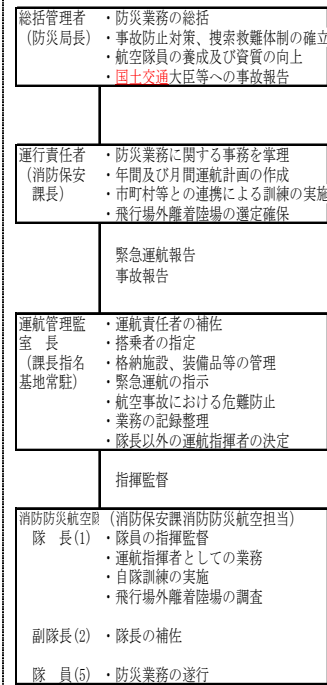 総括管理者 ・防災業務の総括
(防災局長) ・事故防止対策、捜索救難体制の確立
・航空隊員の養成及び資質の向上
・国土交通大臣等への事故報告
運行責任者 ・防災業務に関する事務を掌理
(消防保安 ・年間及び月間運航計画の作成
課長) ・市町村等との連携による訓練の実施
・飛行場外離着陸場の選定確保
緊急運航報告
事故報告
運航管理監 ・運航責任者の補佐
室 長 ・搭乗者の指定
(課長指名 ・格納施設、装備品等の管理
基地常駐) ・緊急運航の指示
・航空事故における危難防止
・業務の記録整理
・隊長以外の運航指揮者の決定
指揮監督
消防防災航空隊 (消防保安課消防防災航空担当)
隊 長(1) ・隊員の指揮監督
・運航指揮者としての業務
・自隊訓練の実施
・飛行場外離着陸場の調査
副隊長(2) ・隊長の補佐
隊 員(5) ・防災業務の遂行